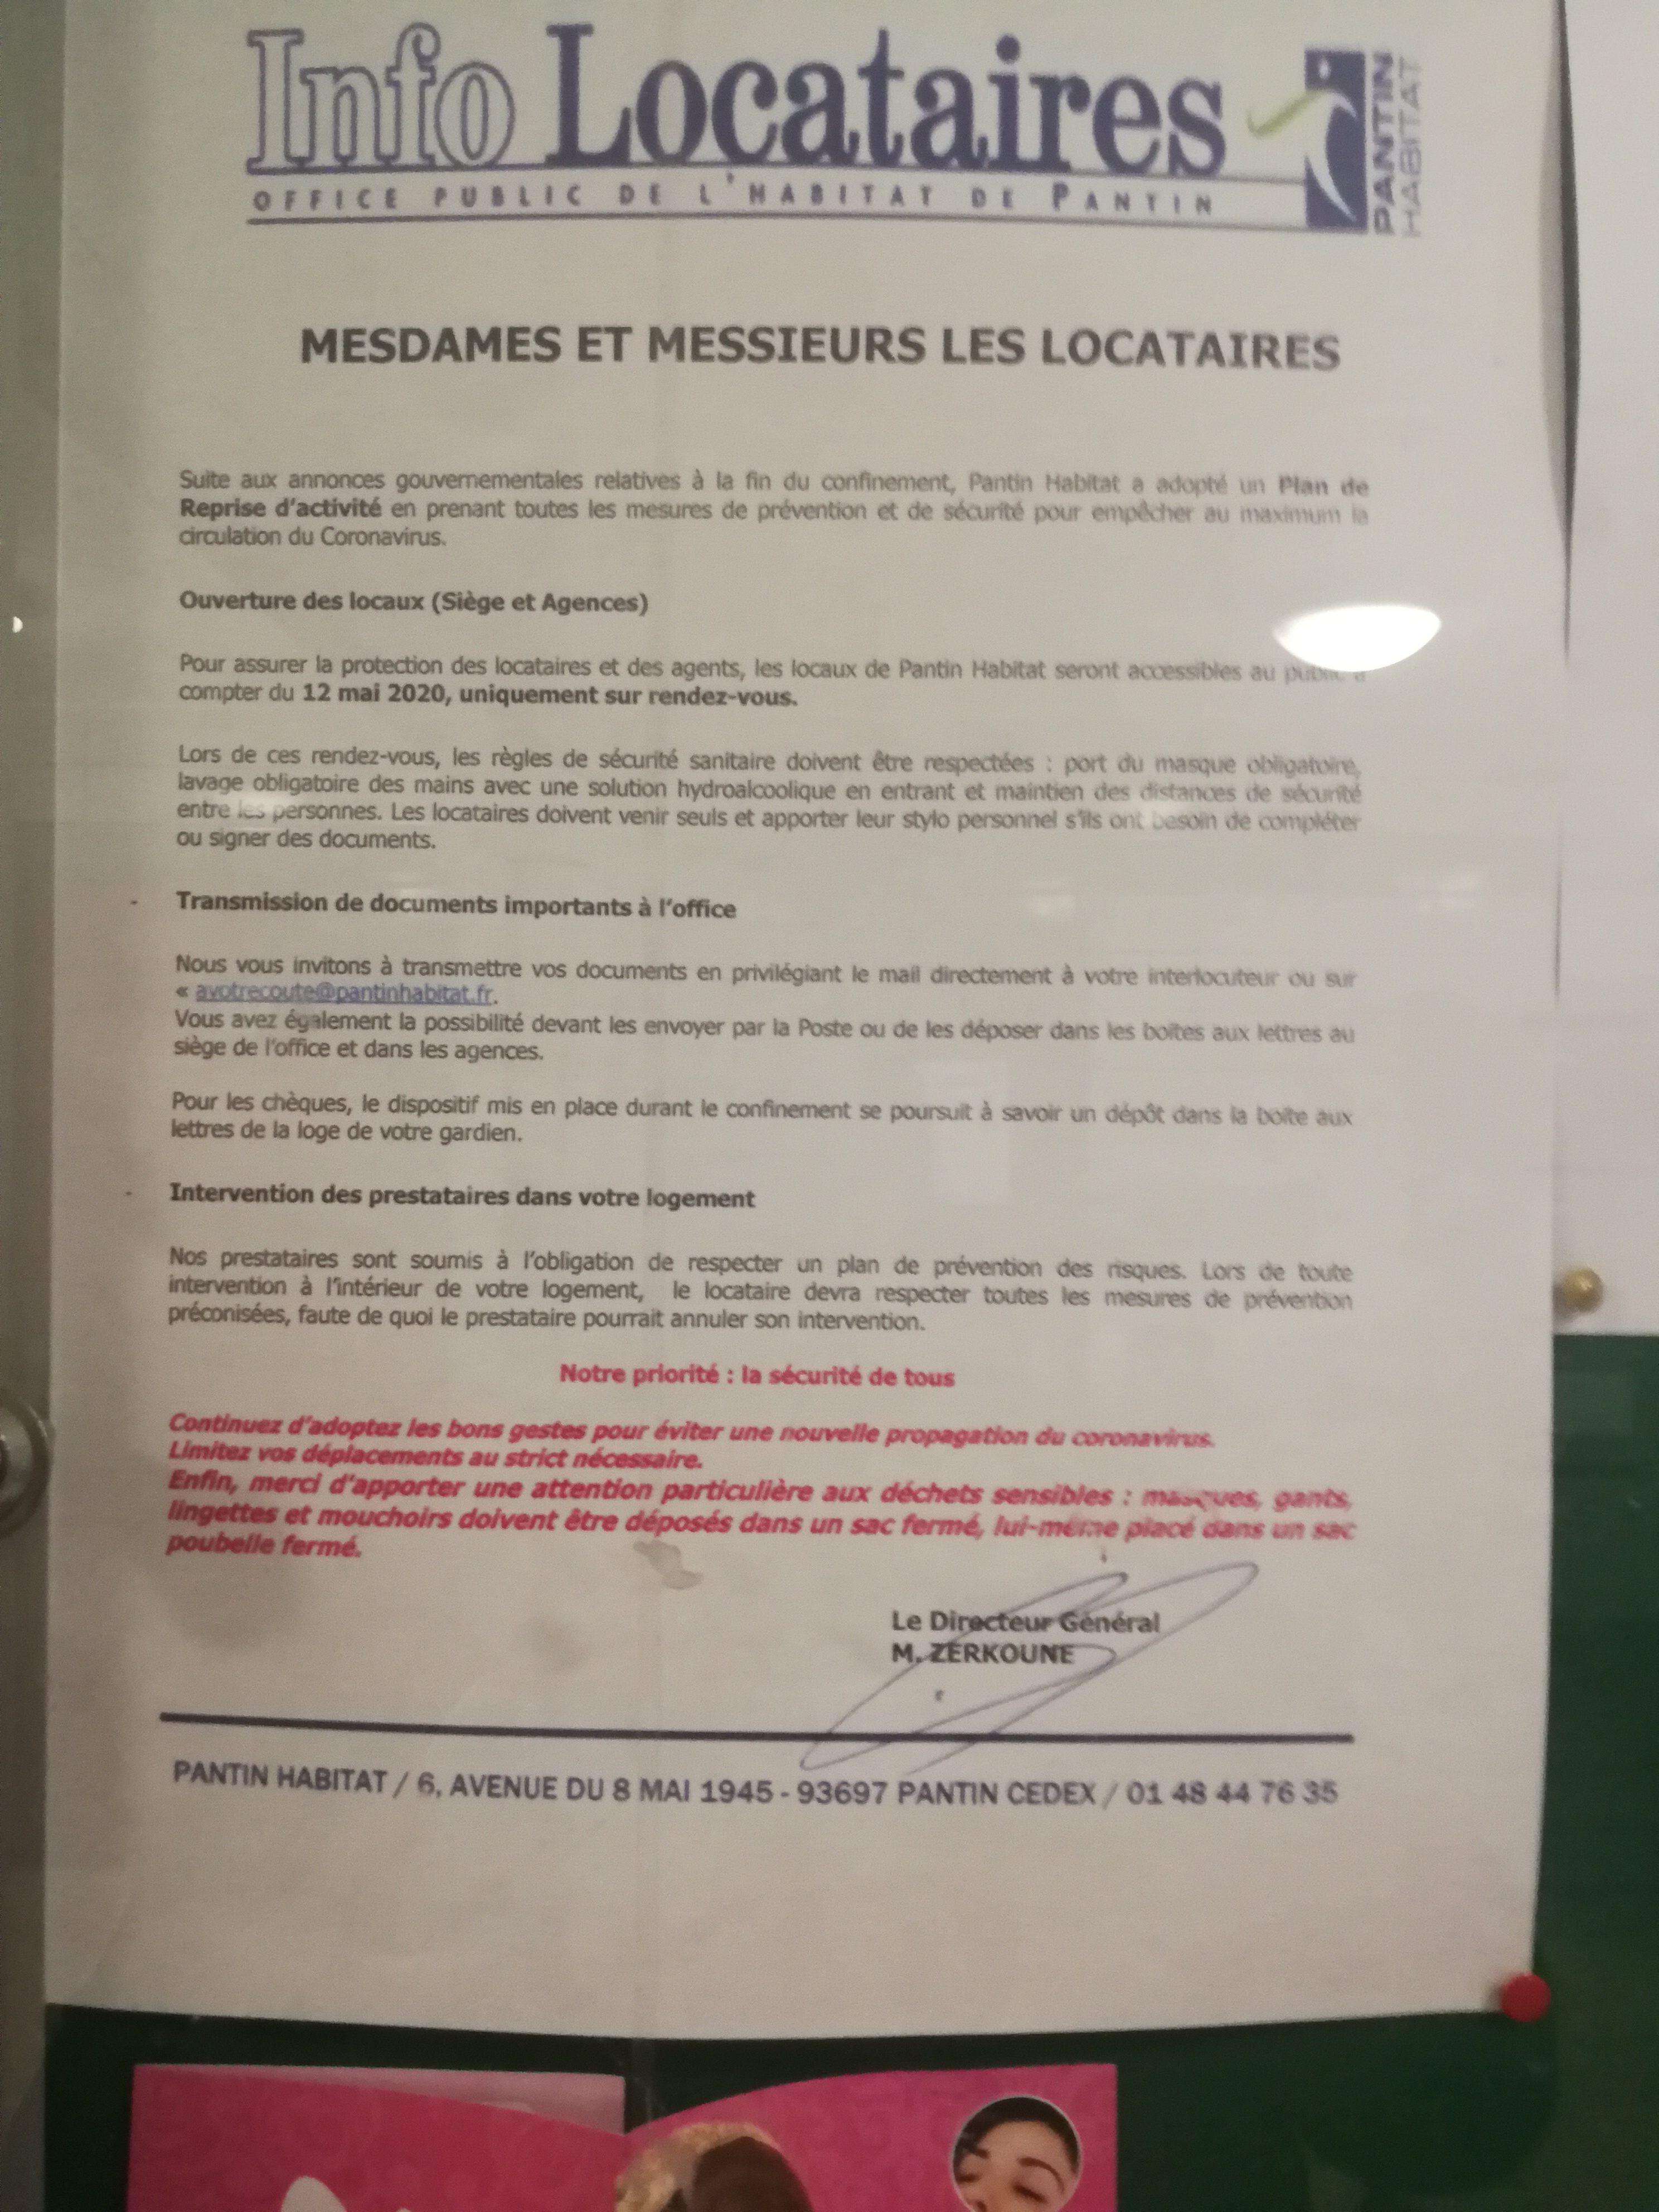 Info Locataires
OFFICE PUBLIC DE L'HABITAT DE PANTIN
PANTIN
HABITAT
MESDAMES ET MESSIEURS LES LOCATAIRES
Suite aux annonces gouvernementales relatives à la fin du confinement, Pantin Habitat a adopté un Plan de
Reprise d'activité en prenant toutes les mesures de prévention et de sécurité pour empêcher au maximum la
circulation du Coronavirus.
Ouverture des locaux (Siège et Agences)
Pour assurer la protection des locataires et des agents, les locaux de Pantin Habitat seront accessibles au public à
compter du 12 mai 2020, uniquement sur rendez-vous.
Lors de ces rendez-vous, les règles de sécurité sanitaire doivent être respectées : port du masque obligatoire,
lavage obligatoire des mains avec une solution hydroalcoolique en entrant et maintien des distances de sécurité
entre les personnes. Les locataires doivent venir seuls et apporter leur stylo personnel s'ils ont besoin de compléter
ou signer des documents.
- Transmission de documents importants à l'office
Nous vous invitons à transmettre vos documents en privilégiant le mail directement à votre interlocuteur ou sur
« avotrecoute@pantinhabitat.fr.
Vous avez également la possibilité devant les envoyer par la Poste ou de les déposer dans les boites aux lettres au
siège de l'office et dans les agences.
Pour les chèques, le dispositif mis en place durant le confinement se poursuit à savoir un dépôt dans la boite aux
lettres de la loge de votre gardien.
- Intervention des prestataires dans votre logement
Nos prestataires sont soumis à l'obligation de respecter un plan de prévention des risques. Lors de toute
intervention à l'intérieur de votre logement, le locataire devra respecter toutes les mesures de prévention
préconisées, faute de quoi le prestataire pourrait annuler son intervention.
Notre priorité : la sécurité de tous
Continuez d'adoptez les bons gestes pour éviter une nouvelle propagation du coronavirus.
Limitez vos déplacements au strict nécessaire.
Enfin, merci d'apporter une attention particulière aux déchets sensibles : masques, gants,
lingettes et mouchoirs doivent être déposés dans un sac fermé, lui-même placé dans un sac
poubelle fermé.
Le Directeur Général
M. ZERKOUNE
PANTIN HABITAT / 6, AVENUE DU 8 MAI 1945 - 93697 PANTIN CEDEX / 01 48 44 76 35